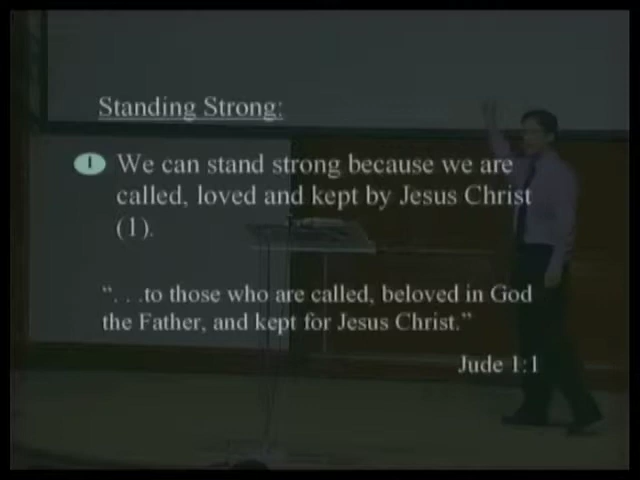 Standing Strong:
I We can stand strong because we are
called, loved and kept by Jesus Christ
(1).
“. . .to those who are called, beloved in God
the Father, and kept for Jesus Christ.”
Jude 1:1